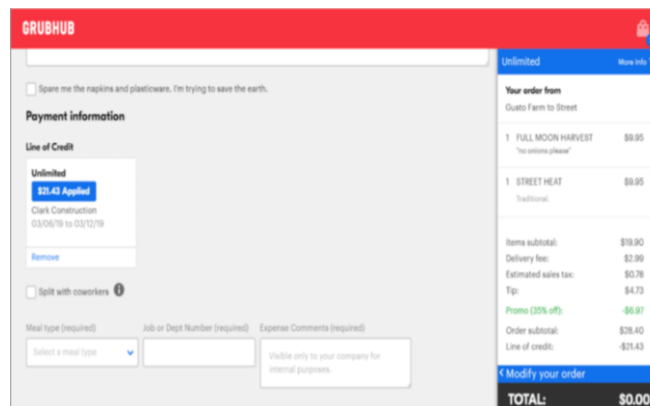 GRUBHUB
Spare me the napkins and plasticware. I'm trying to save the earth.
Payment information
Line of Credit
Unlimited
$21.43 Applied
Clark Construction
03/06/19 to 03/12/19
Remove
Split with coworkers
Meal type (required)
Select a meal type
Job or Dept Number (required)
Expense Comments (required)
Visible only to your company for
internal purposes.
Unlimited More Info
Your order from
Gusto Farm to Street
1 FULL MOON HARVEST $9.95
"no onions please"
1 STREET HEAT $9.95
Traditional.
Items subtotal: $19.90
Delivery fee: $2.99
Estimated sales tax: $0.78
Tip: $4.73
Promo (35% off): -$6.97
Order subtotal: $28.40
Line of credit: -$21.43
Modify your order
TOTAL: $0.00